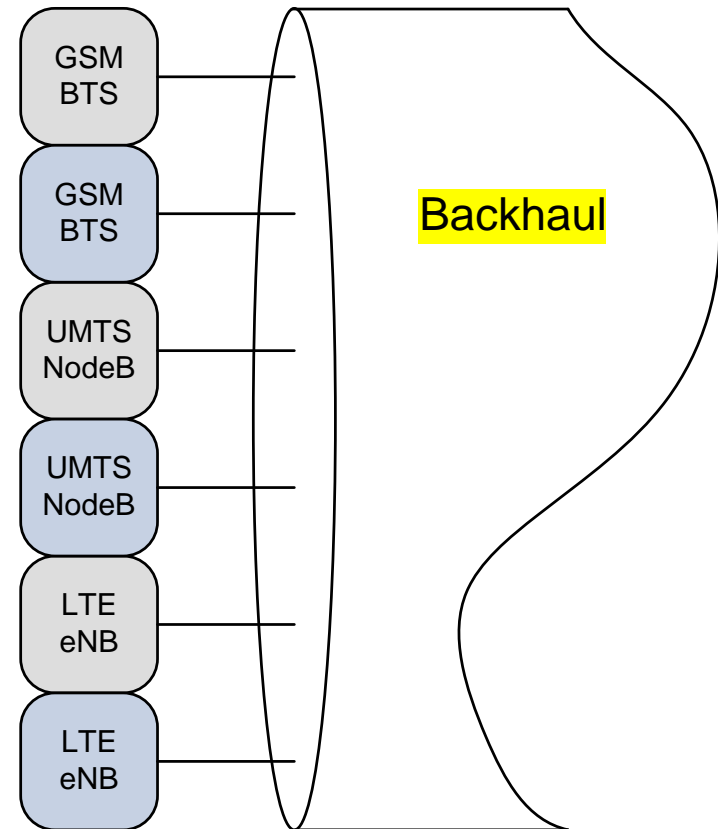 GSM
BTS
GSM
BTS
Backhaul
UMTS
NodeB
UMTS
NodeB
LTE
eNB
LTE
eNB